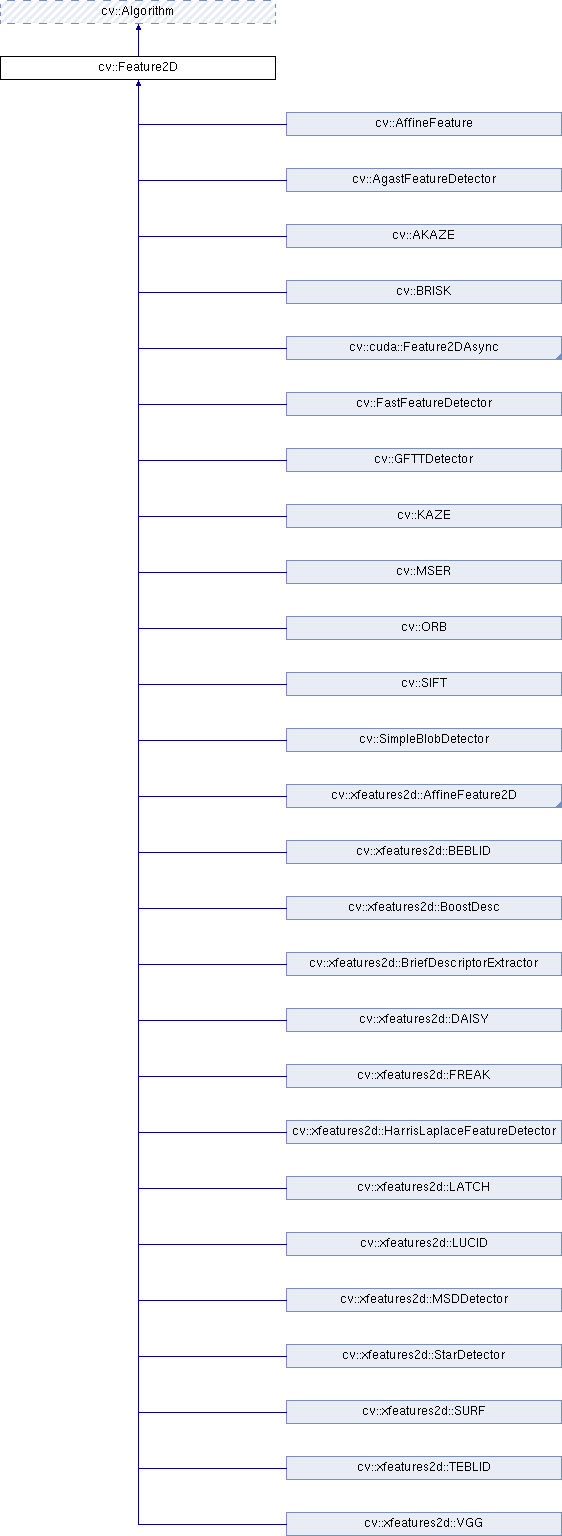 cv::Algorithm
cv::Feature2D
cv::AffineFeature
cv::AgastFeatureDetector
cv::AKAZE
cv::BRISK
cv::cuda::Feature2DAsync
cv::FastFeatureDetector
cv::GFTTDetector
cv::KAZE
cv::MSER
cv::ORB
cv::SIFT
cv::SimpleBlobDetector
cv::xfeatures2d::AffineFeature2D
cv::xfeatures2d::BEBLID
cv::xfeatures2d::BoostDesc
cv::xfeatures2d::BriefDescriptorExtractor
cv::xfeatures2d::DAISY
cv::xfeatures2d::FREAK
cv::xfeatures2d::HarrisLaplaceFeatureDetector
cv::xfeatures2d::LATCH
cv::xfeatures2d::LUCID
cv::xfeatures2d::MSDDetector
cv::xfeatures2d::StarDetector
cv::xfeatures2d::SURF
cv::xfeatures2d::TEBLID
cv::xfeatures2d::VGG